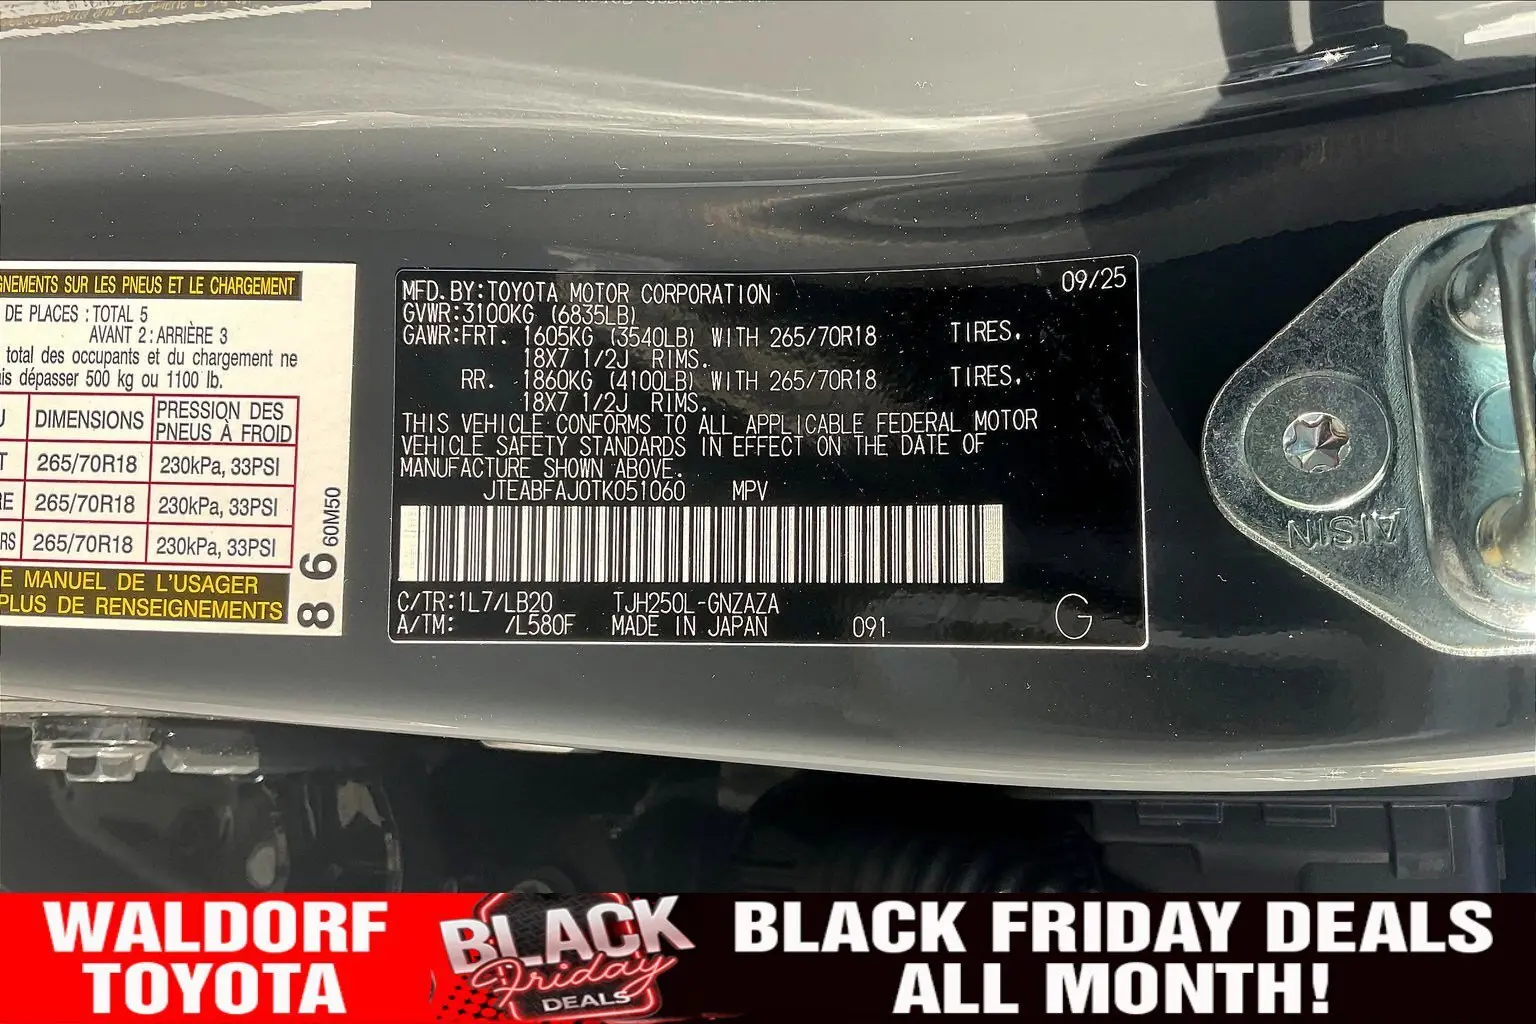 GNEMENTS SUR LES PNEUS ET LE CHARGEMENT
DE PLACES : TOTAL 5
AVANT 2 : ARRIÈRE 3
total des occupants et du chargement ne
is dépasser 500 kg ou 1100 lb.
DIMENSIONS
PRESSION DES
PNEUS À FROID
265/70R18
230kPa, 33PSI
RE
265/70R18
230kPa, 33PSI
RS
265/70R18
230kPa, 33PSI
E MANUEL DE L'USAGER
PLUS DE RENSEIGNEMENTS
86
60M50
09/25
MFD.BY:TOYOTA MOTOR CORPORATION
GVWR:3100KG (6835LB)
GAWR:FRT. 1605KG (3540LB) WITH 265/70R18 TIRES,
18X7 1/2J RIMS.
RR. 1860KG (4100LB) WITH 265/70R18 TIRES,
18X7 1/2J RIMS.
THIS VEHICLE CONFORMS TO ALL APPLICABLE FEDERAL MOTOR
VEHICLE SAFETY STANDARDS IN EFFECT ON THE DATE OF
MANUFACTURE SHOWN ABOVE.
JTEABFAJ0TK051060 MPV
C/TR:1L7/LB20 TJH250L-GNZAZA
A/TM: /L580F MADE IN JAPAN 091 G
AISIN
WALDORF
TOYOTA
BLACK
Friday
DEALS
BLACK FRIDAY DEALS
ALL MONTH!